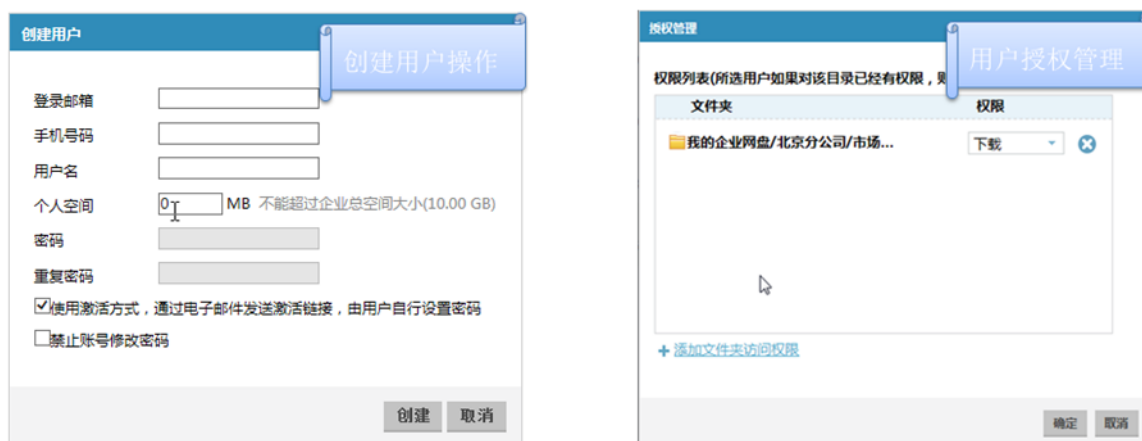 创建用户
创建用户操作
登录邮箱
手机号码
用户名
个人空间 0 MB 不能超过企业总空间大小(10.00 GB)
密码
重复密码
使用激活方式，通过电子邮件发送激活链接，由用户自行设置密码
禁止账号修改密码
创建 取消
授权管理
用户授权管理
权限列表(所选用户如果对该目录已经有权限，则
文件夹 权限
我的企业网盘/北京分公司/市场... 下载
+ 添加文件夹访问权限
确定 取消